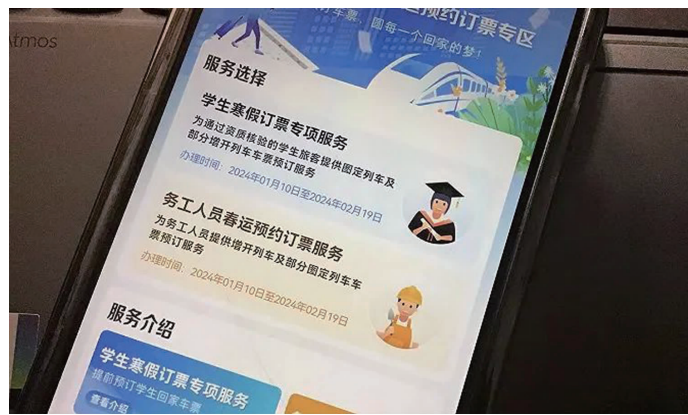 Atmos
运预约订票专区
订车票，圆每一个回家的梦！
服务选择
学生寒假订票专项服务
为通过资质核验的学生旅客提供图定列车及
部分增开列车车票预订服务
办理时间：2024年01月10日至2024年02月19日
务工人员春运预约订票服务
为务工人员提供增开列车及部分图定列车车
票预订服务
办理时间：2024年01月10日至2024年02月19日
服务介绍
学生寒假订票专项服务
提前预订学生回家车票
查看介绍